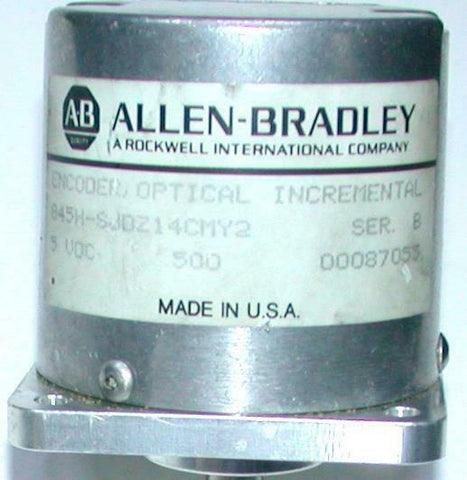 A-B
QUALITY
ALLEN-BRADLEY
A ROCKWELL INTERNATIONAL COMPANY
ENCODER, OPTICAL INCREMENTAL
845H-SJDZ14CMY2 SER. B
5 VDC 500 00087053
MADE IN U.S.A.